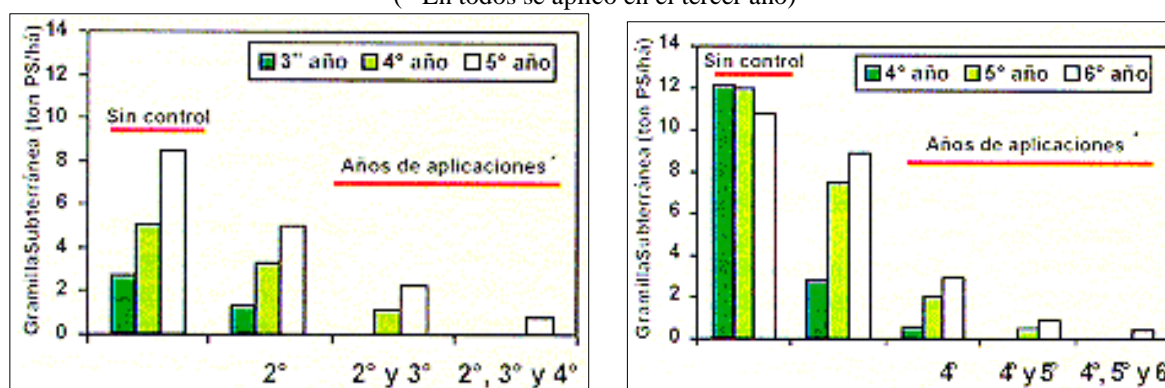 (* En todos se aplicó en el tercer año)
GramillaSubterránea (ton PS/há)
14
12
10
8
6
4
2
0
3" año 4° año 5° año
Sin control
Años de aplicaciones *
2° 2° y 3° 2°, 3° y 4°
GramillaSubterránea (ton PS/há)
14
12
10
8
6
4
2
0
Sin control
4° año 5° año 6° año
Años de aplicaciones *
4° 4° y 5° 4°, 5° y 6